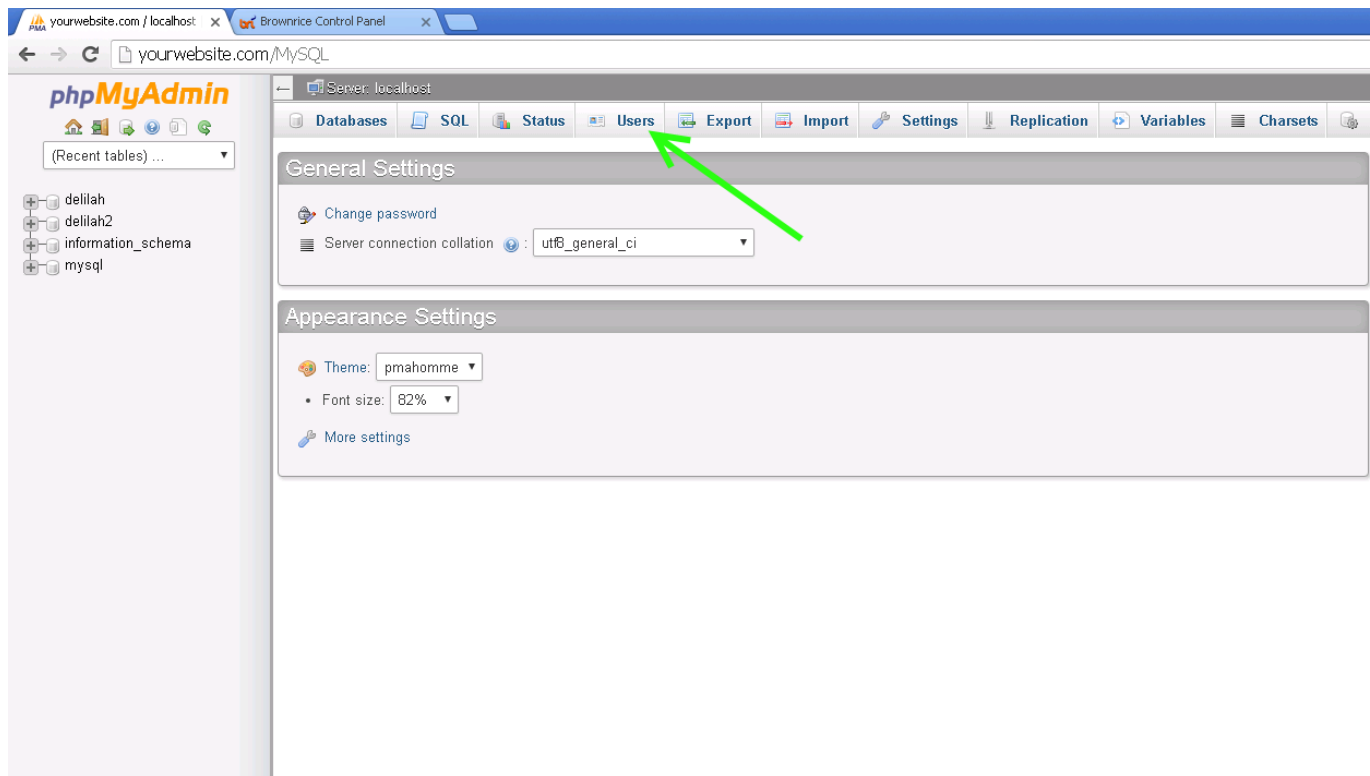 yourwebsite.com / localhost
Brownrice Control Panel
yourwebsite.com/MySQL
phpMyAdmin
(Recent tables) ...
delilah
delilah2
information_schema
mysql
Server: localhost
Databases SQL Status Users Export Import Settings Replication Variables Charsets
General Settings
Change password
Server connection collation : utf8_general_ci
Appearance Settings
Theme: pmahomme
• Font size: 82%
More settings